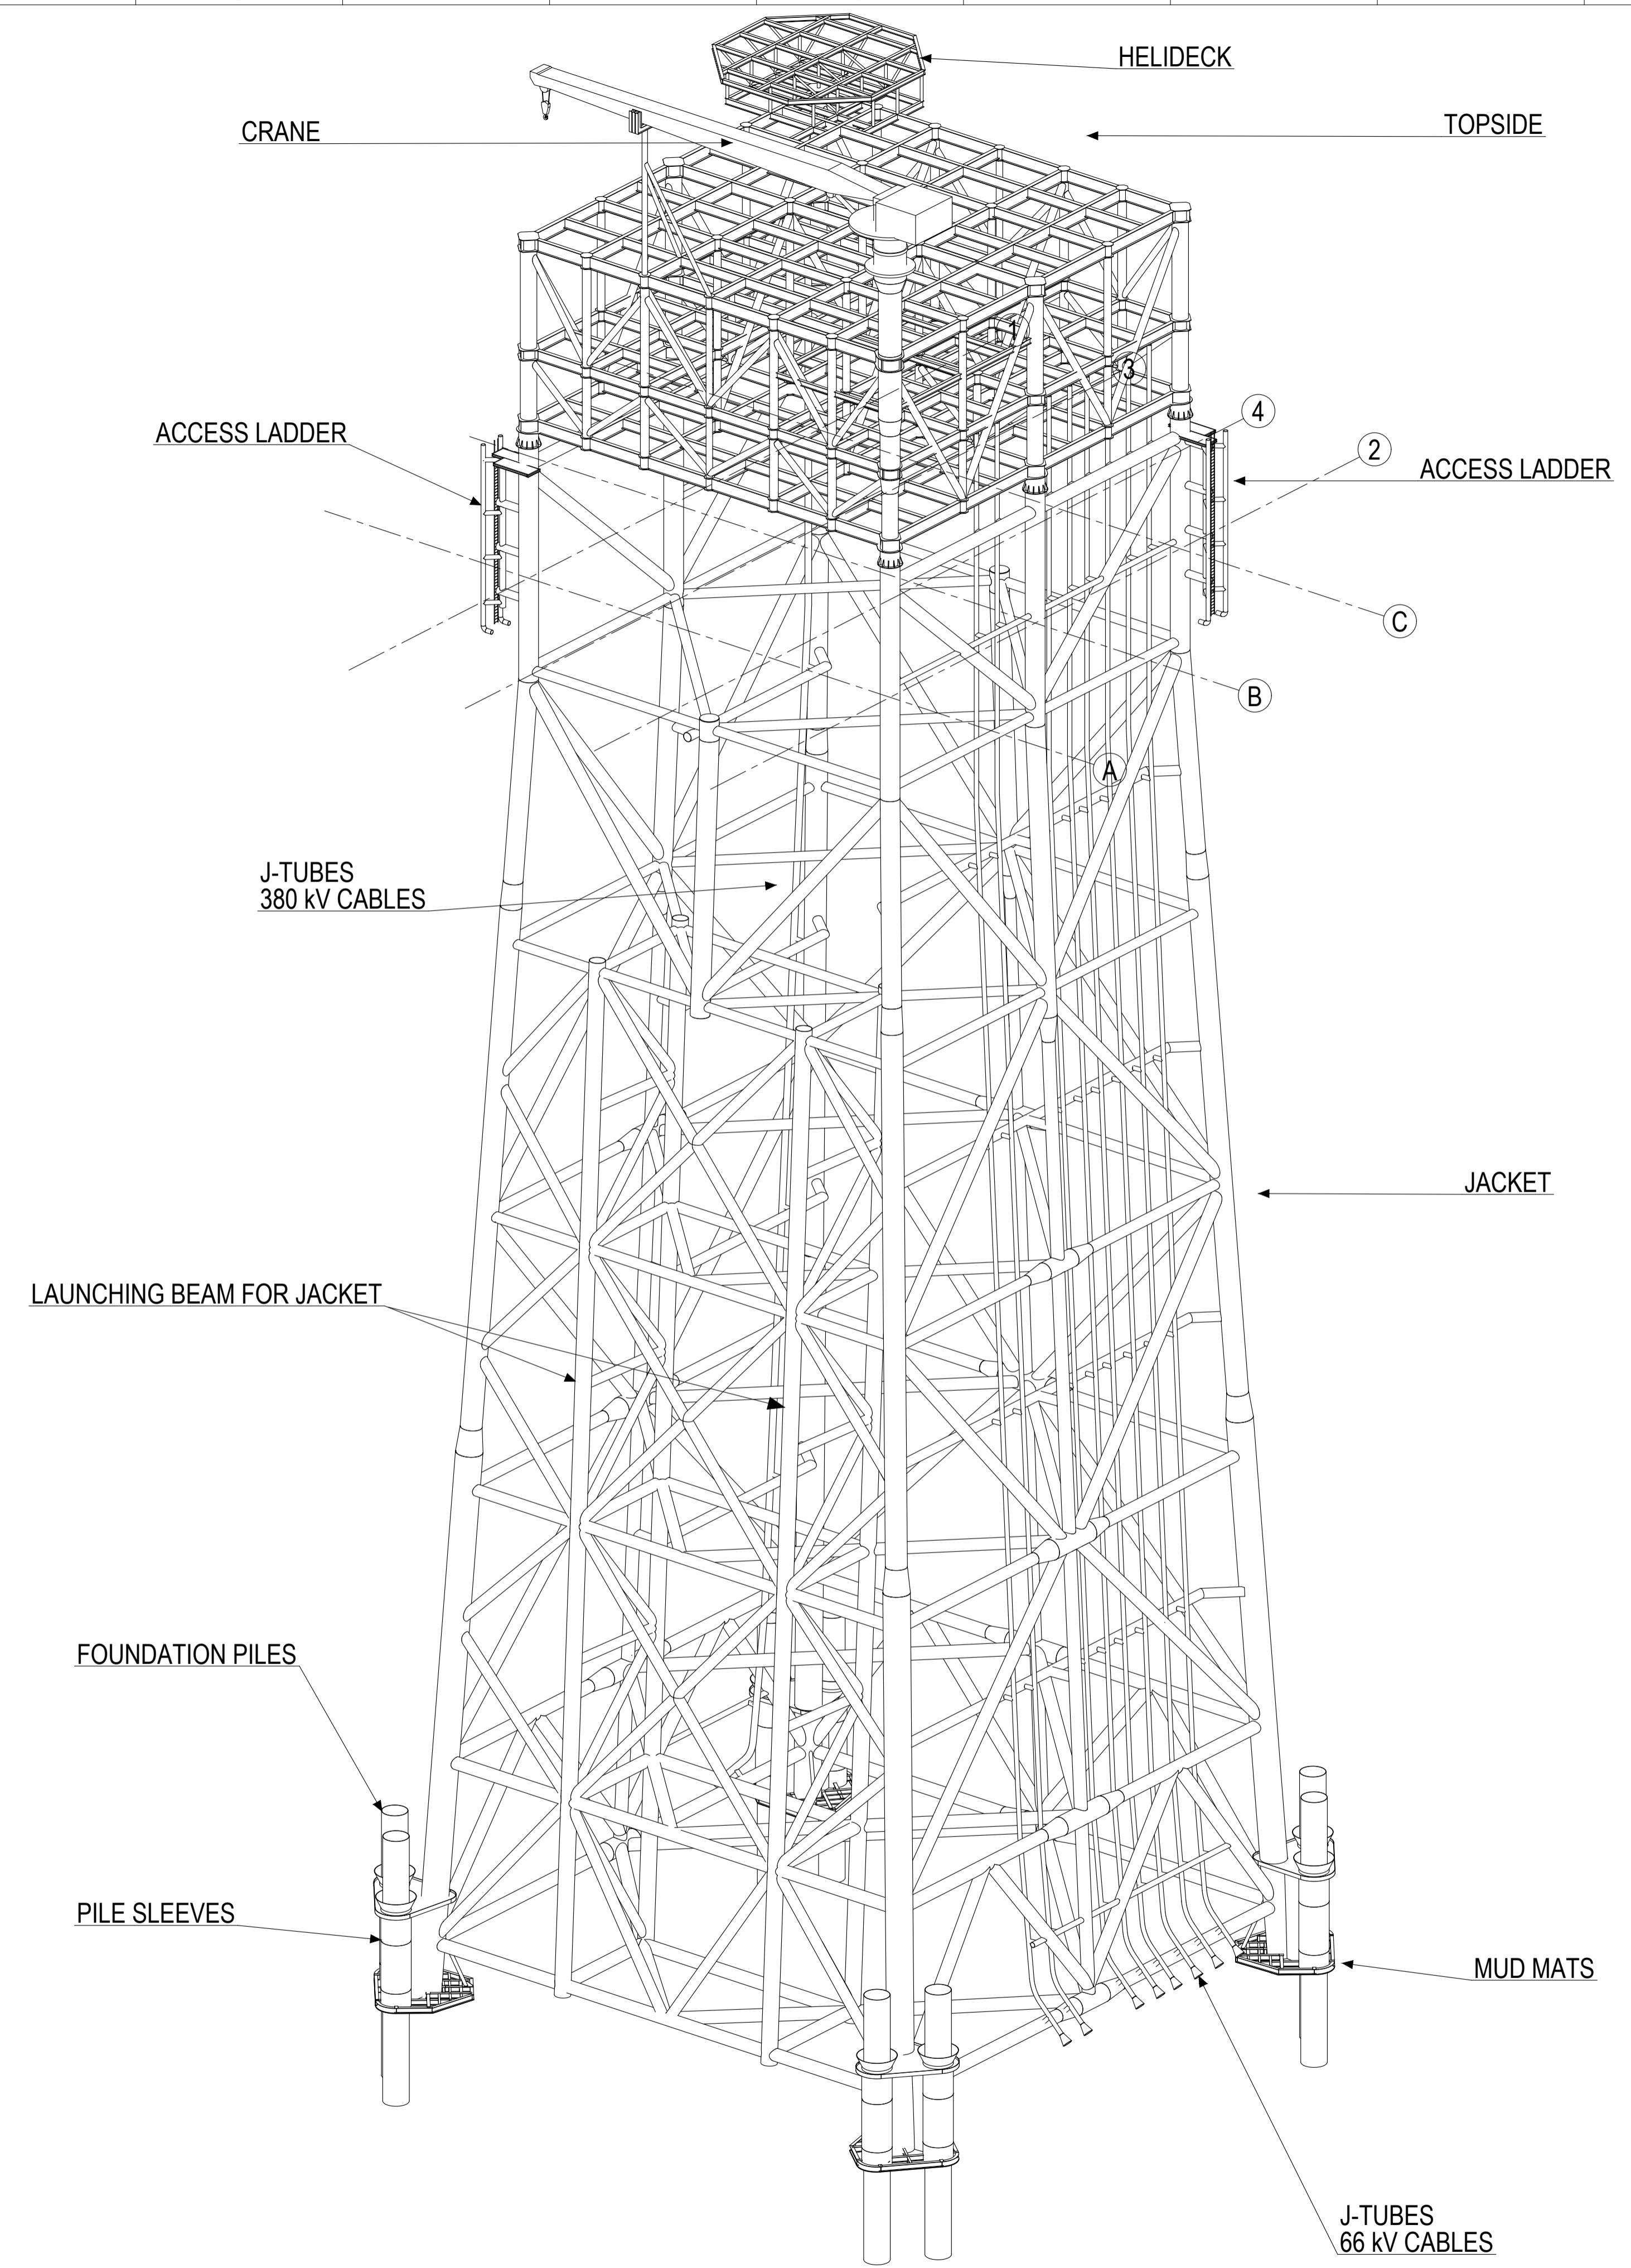 HELIDECK
CRANE
TOPSIDE
1
3
4
ACCESS LADDER
2
ACCESS LADDER
C
B
A
J-TUBES
380 kV CABLES
JACKET
LAUNCHING BEAM FOR JACKET
FOUNDATION PILES
PILE SLEEVES
MUD MATS
J-TUBES
66 kV CABLES